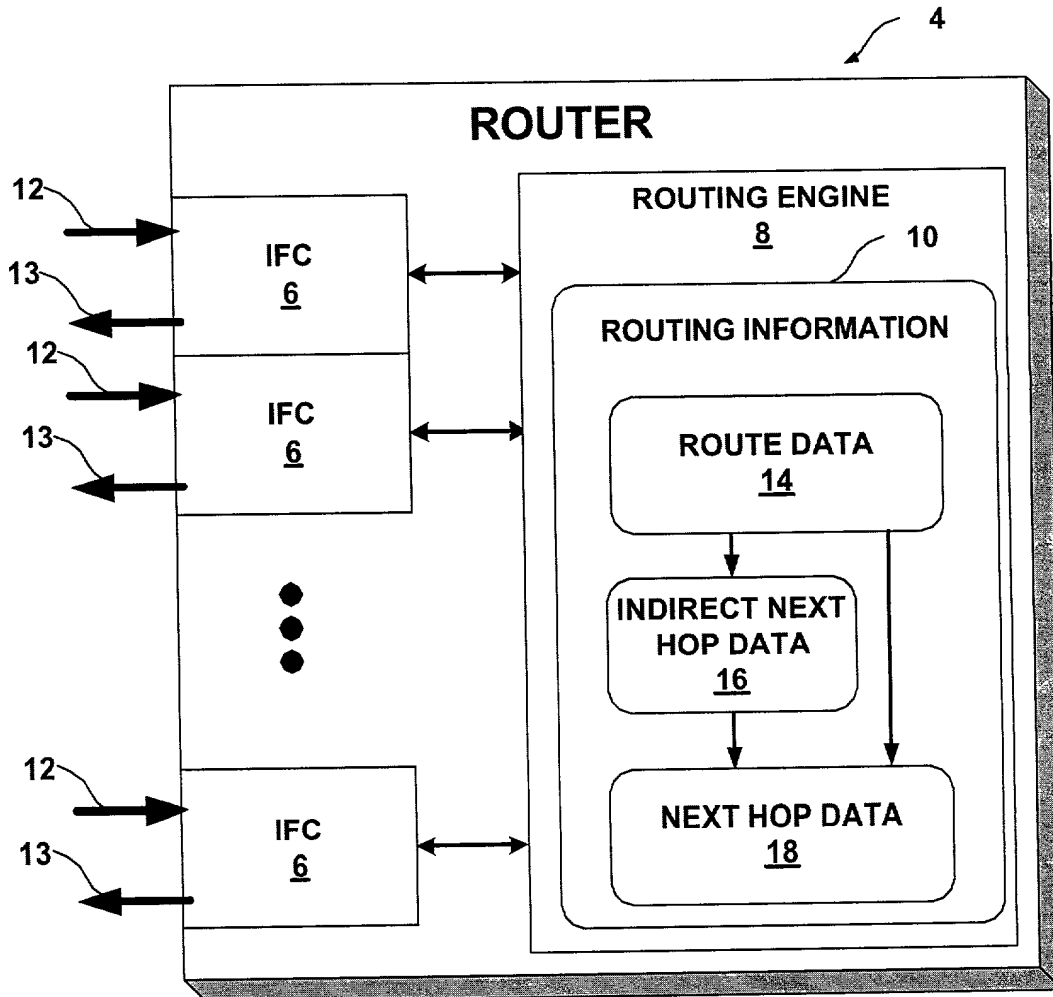 4
ROUTER
12
13
IFC
6
12
13
IFC
6
12
13
IFC
6
ROUTING ENGINE
8
10
ROUTING INFORMATION
ROUTE DATA
14
INDIRECT NEXT
HOP DATA
16
NEXT HOP DATA
18